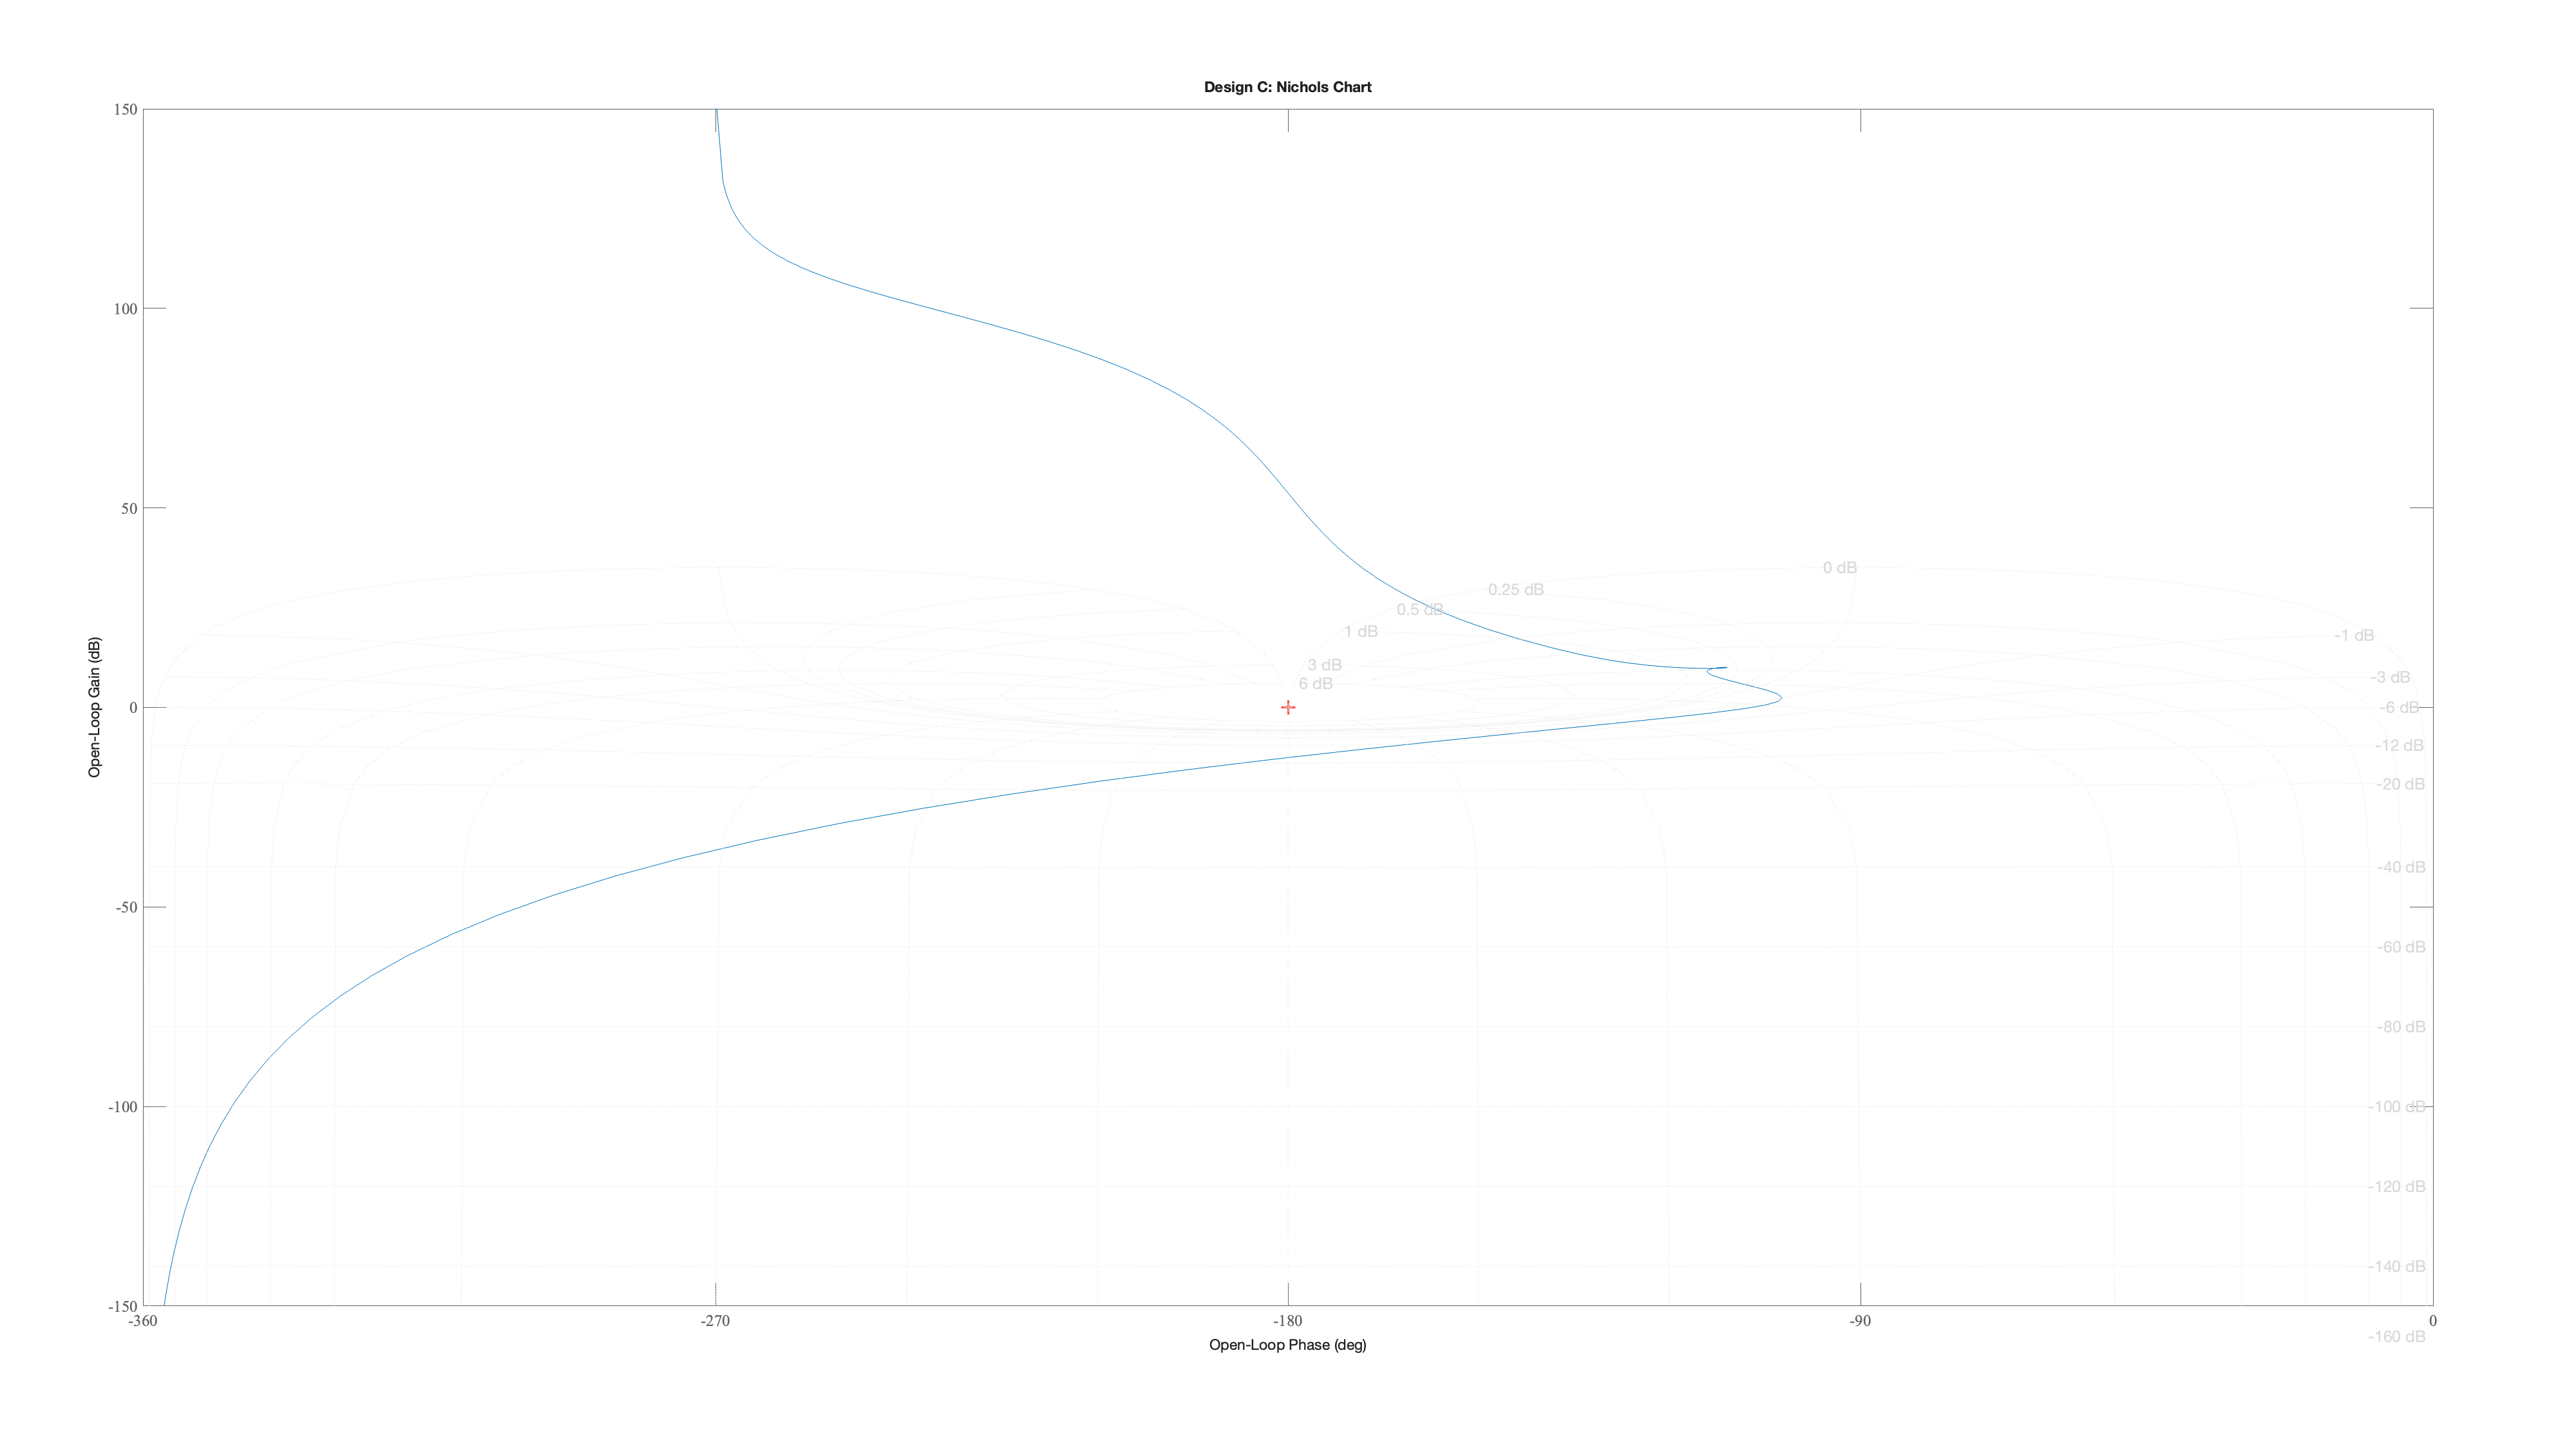 Design C: Nichols Chart
150
100
50
0
-50
-100
-150
Open-Loop Gain (dB)
0 dB
0.25 dB
0.5 dB
1 dB
3 dB
6 dB
-1 dB
-3 dB
-6 dB
-12 dB
-20 dB
-40 dB
-60 dB
-80 dB
-100 dB
-120 dB
-140 dB
-160 dB
-360
-270
-180
-90
0
Open-Loop Phase (deg)